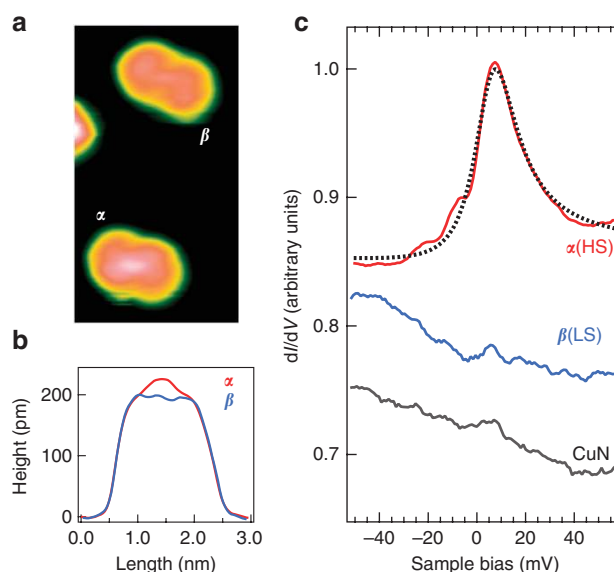 a
β
α
b
α
β
200
100
0
Height (pm)
0.0
1.0
2.0
3.0
Length (nm)
c
1.0
0.9
0.8
0.7
dI/dV (arbitrary units)
α(HS)
β(LS)
CuN
−40
−20
0
20
40
Sample bias (mV)